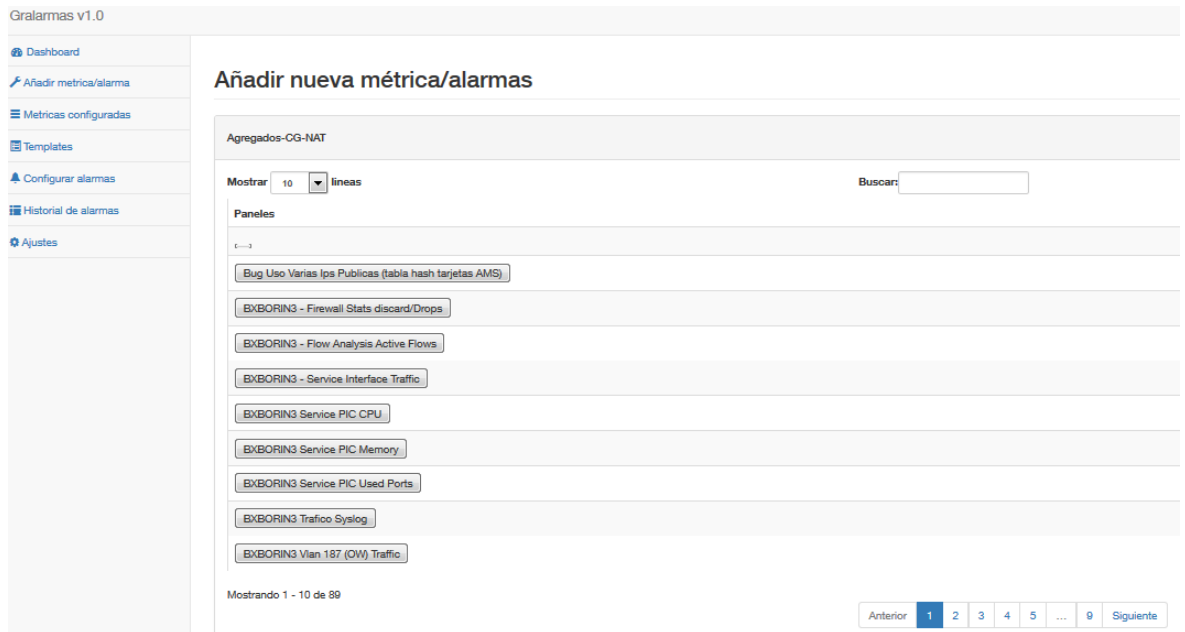 Gralarmas v1.0
Dashboard
Añadir metrica/alarma
Metricas configuradas
Templates
Configurar alarmas
Historial de alarmas
Ajustes
Añadir nueva métrica/alarmas
Agregados-CG-NAT
Mostrar 10 lineas Buscar:
Paneles
Bug Uso Varias Ips Publicas (tabla hash tarjetas AMS)
BXBORIN3 - Firewall Stats discard/Drops
BXBORIN3 - Flow Analysis Active Flows
BXBORIN3 - Service Interface Traffic
BXBORIN3 Service PIC CPU
BXBORIN3 Service PIC Memory
BXBORIN3 Service PIC Used Ports
BXBORIN3 Trafico Syslog
BXBORIN3 Vlan 187 (OW) Traffic
Mostrando 1 - 10 de 89
Anterior 1 2 3 4 5 ... 9 Siguiente